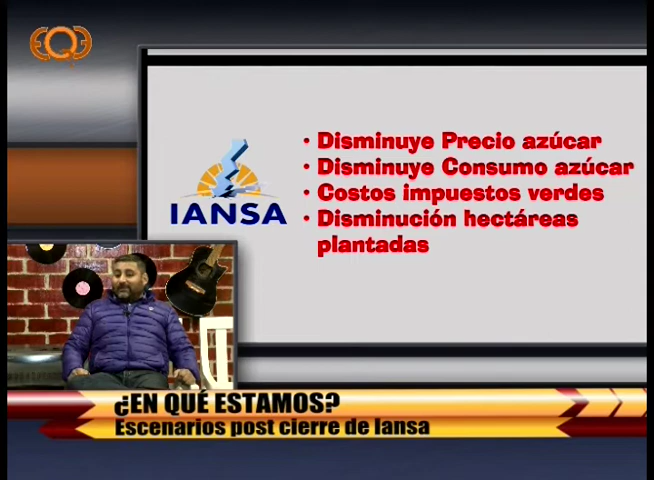 EQE
• Disminuye Precio azúcar
• Disminuye Consumo azúcar
• Costos impuestos verdes
• Disminución hectáreas
plantadas
IANSA
¿EN QUÉ ESTAMOS?
Escenarios post cierre de Iansa